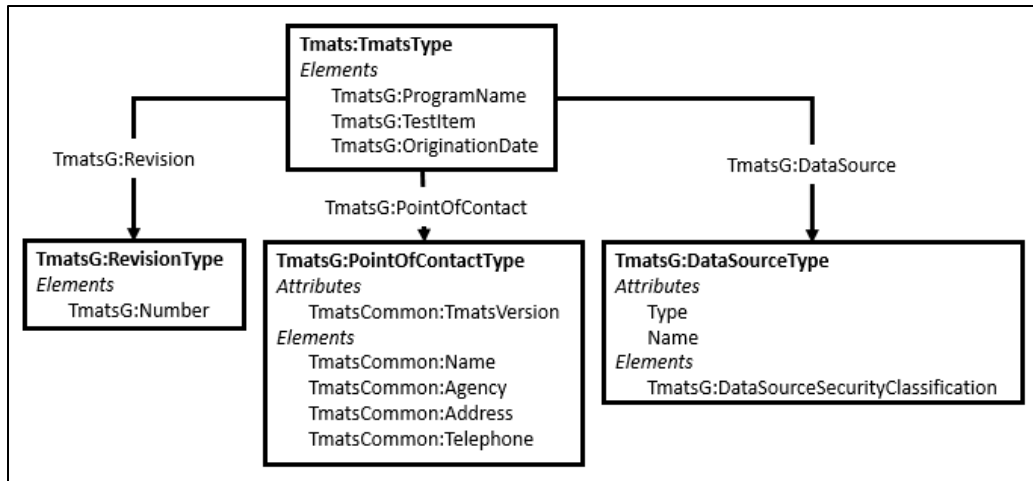 Tmats:TmatsType
Elements
TmatsG:ProgramName
TmatsG:TestItem
TmatsG:OriginationDate
TmatsG:Revision
TmatsG:PointOfContact
TmatsG:DataSource
TmatsG:RevisionType
Elements
TmatsG:Number
TmatsG:PointOfContactType
Attributes
TmatsCommon:TmatsVersion
Elements
TmatsCommon:Name
TmatsCommon:Agency
TmatsCommon:Address
TmatsCommon:Telephone
TmatsG:DataSourceType
Attributes
Type
Name
Elements
TmatsG:DataSourceSecurityClassification